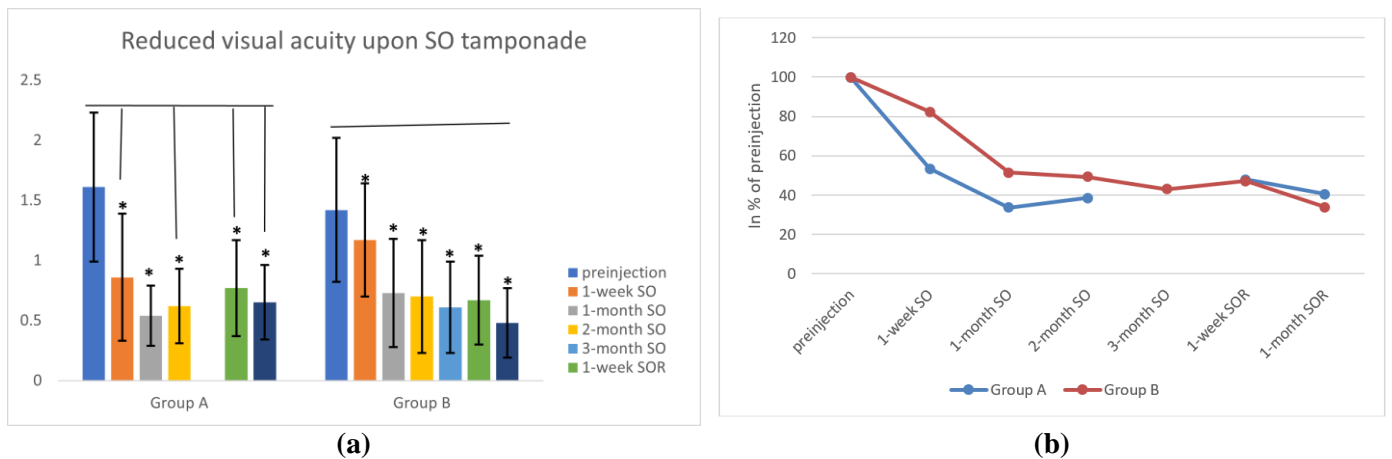 Reduced visual acuity upon SO tamponade
2.5
2
1.5
1
0.5
0
* * * * *
* * * * * *
Group A
Group B
preinjection
1-week SO
1-month SO
2-month SO
3-month SO
1-week SOR
(a)
In % of preinjection
120
100
80
60
40
20
0
preinjection
1-week SO
1-month SO
2-month SO
3-month SO
1-week SOR
1-month SOR
Group A
Group B
(b)